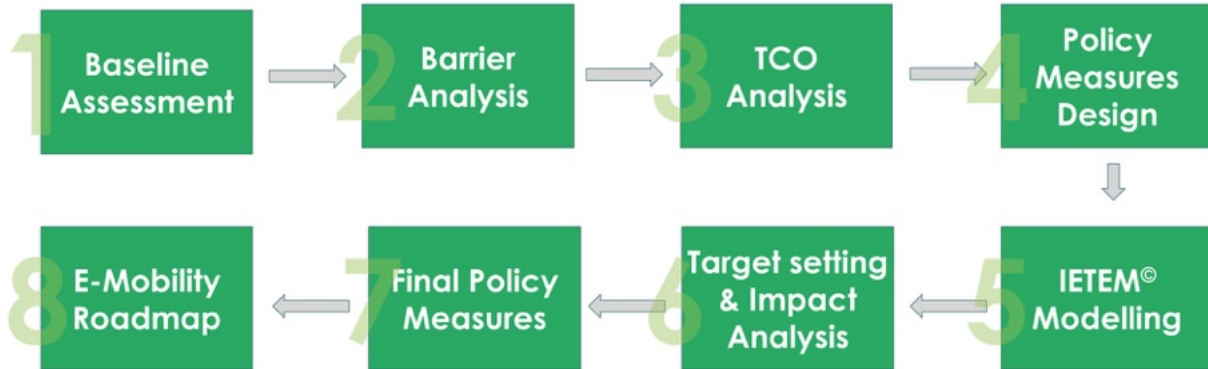 1
Baseline
Assessment
2
Barrier
Analysis
3
TCO
Analysis
4
Policy
Measures
Design
5
IETEM©
Modelling
6
Target setting
& Impact
Analysis
7
Final Policy
Measures
8
E-Mobility
Roadmap